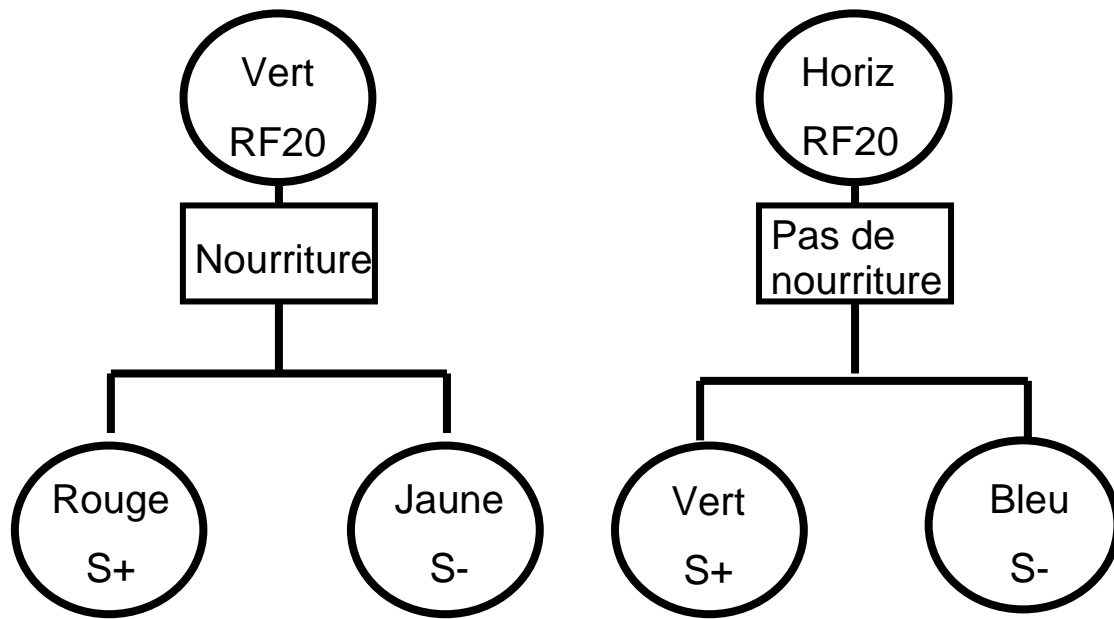 Vert
RF20
Nourriture
Rouge
S+
Jaune
S-
Horiz
RF20
Pas de
nourriture
Vert
S+
Bleu
S-